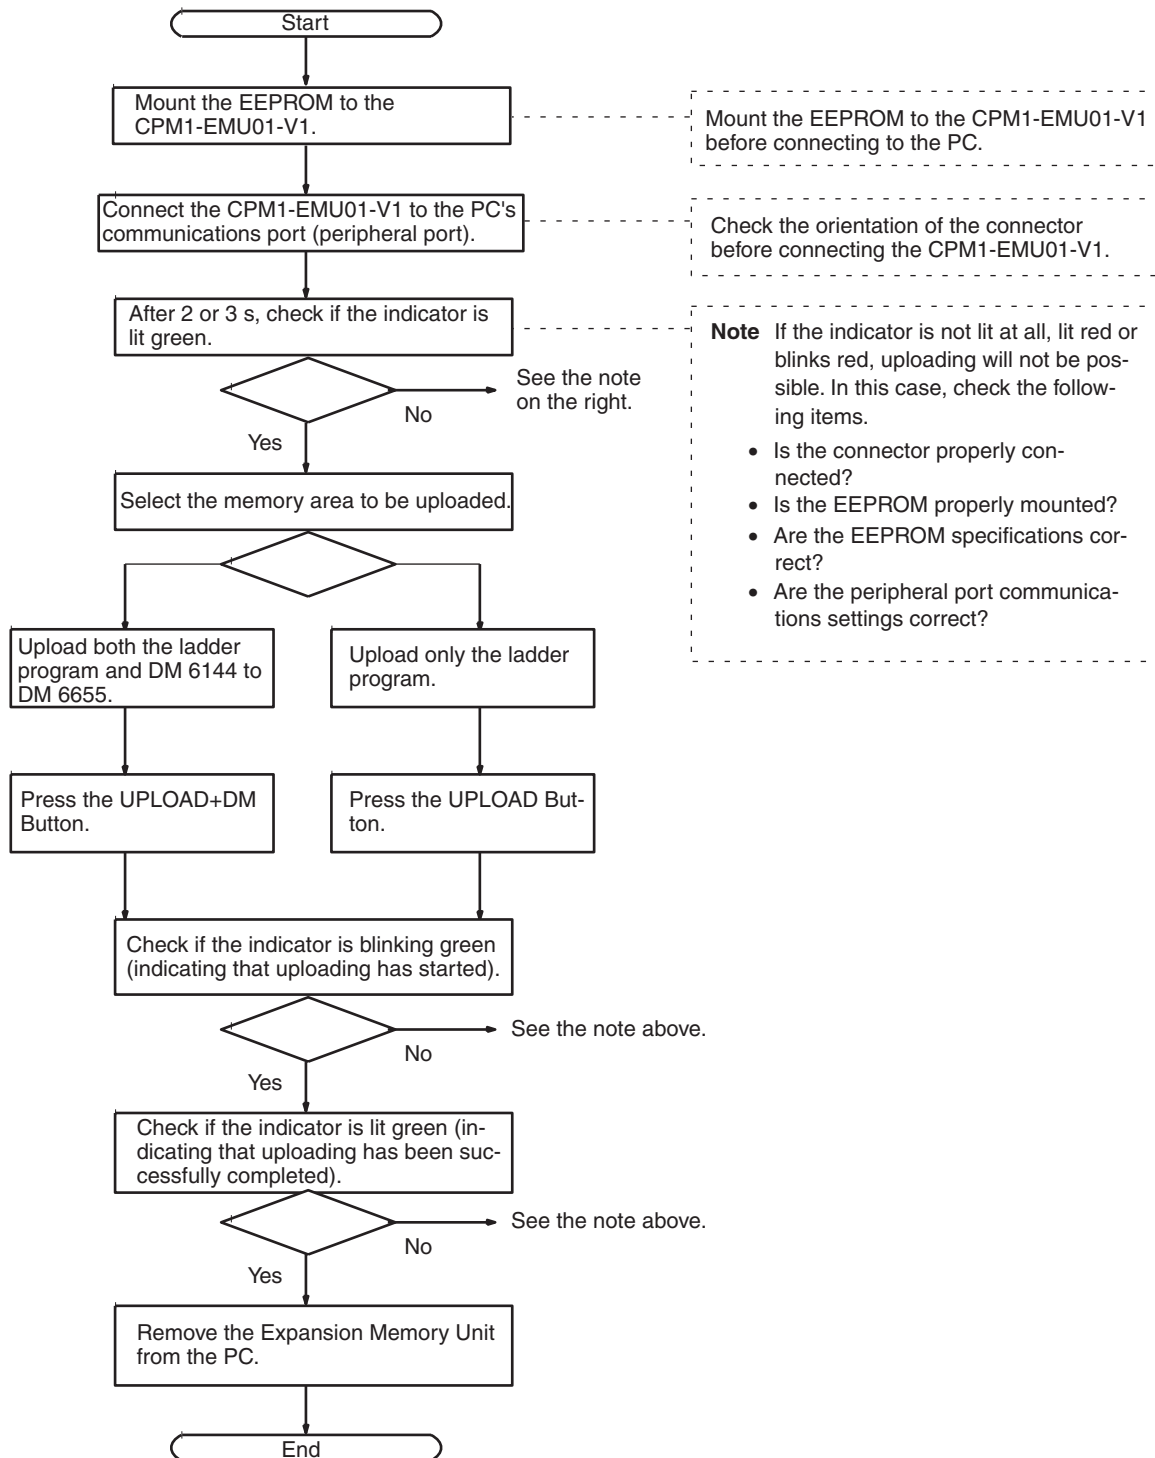 Start
Mount the EEPROM to the
CPM1-EMU01-V1.
Mount the EEPROM to the CPM1-EMU01-V1
before connecting to the PC.
Connect the CPM1-EMU01-V1 to the PC's
communications port (peripheral port).
Check the orientation of the connector
before connecting the CPM1-EMU01-V1.
After 2 or 3 s, check if the indicator is
lit green.
Note If the indicator is not lit at all, lit red or
blinks red, uploading will not be pos-
sible. In this case, check the follow-
ing items.
• Is the connector properly con-
nected?
• Is the EEPROM properly mounted?
• Are the EEPROM specifications cor-
rect?
• Are the peripheral port communica-
tions settings correct?
See the note
on the right.
No
Yes
Select the memory area to be uploaded.
Upload both the ladder
program and DM 6144 to
DM 6655.
Upload only the ladder
program.
Press the UPLOAD+DM
Button.
Press the UPLOAD But-
ton.
Check if the indicator is blinking green
(indicating that uploading has started).
See the note above.
No
Yes
Check if the indicator is lit green (in-
dicating that uploading has been suc-
cessfully completed).
See the note above.
No
Yes
Remove the Expansion Memory Unit
from the PC.
End